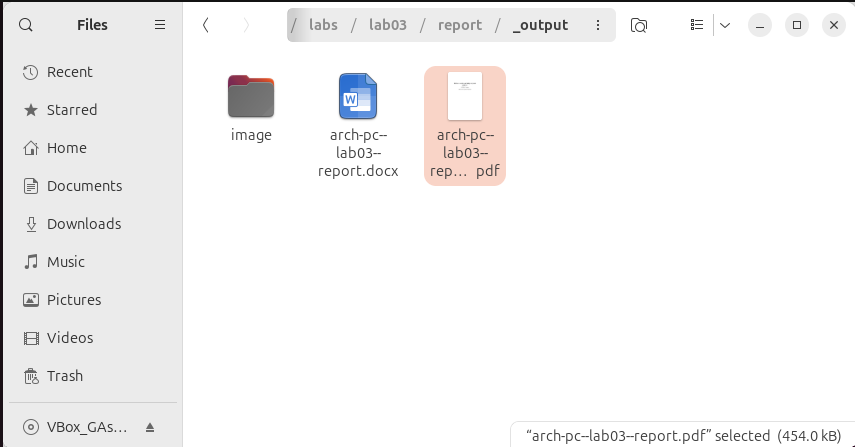 Files
/ labs / lab03 / report / _output
Recent
Starred
Home
Documents
Downloads
Music
Pictures
Videos
Trash
VBox_GAs…
image
arch-pc--
lab03--
report.docx
arch-pc--
lab03--
rep… pdf
“arch-pc--lab03--report.pdf” selected (454.0 kB)